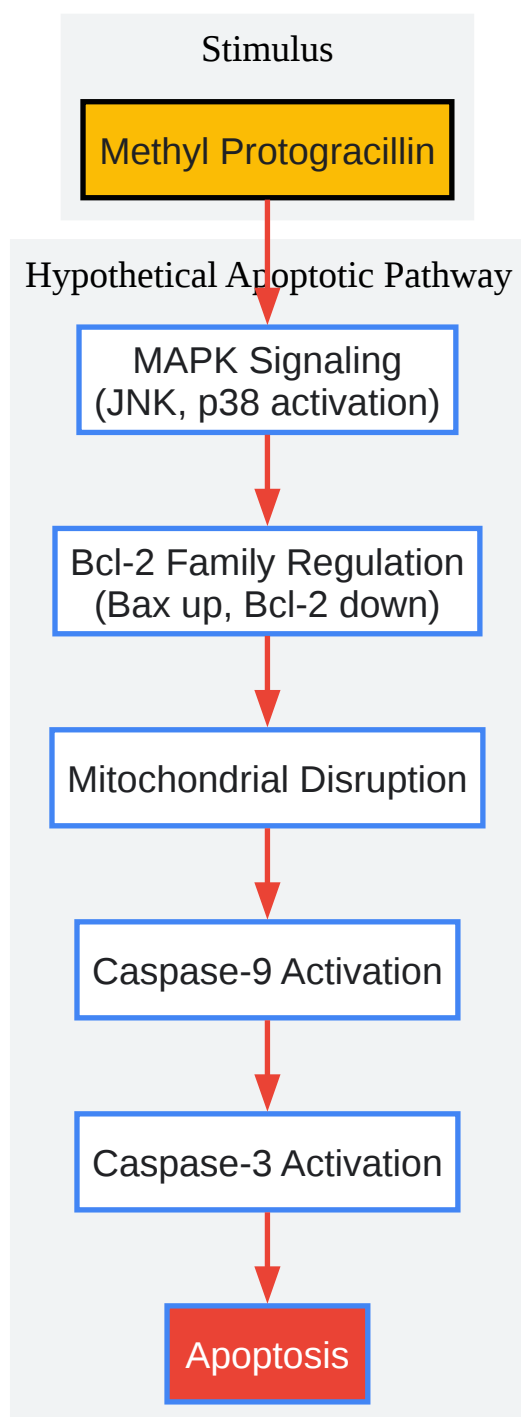 Stimulus
Methyl Protogracillin
Hypothetical Apoptotic Pathway
MAPK Signaling
(JNK, p38 activation)
Bcl-2 Family Regulation
(Bax up, Bcl-2 down)
Mitochondrial Disruption
Caspase-9 Activation
Caspase-3 Activation
Apoptosis